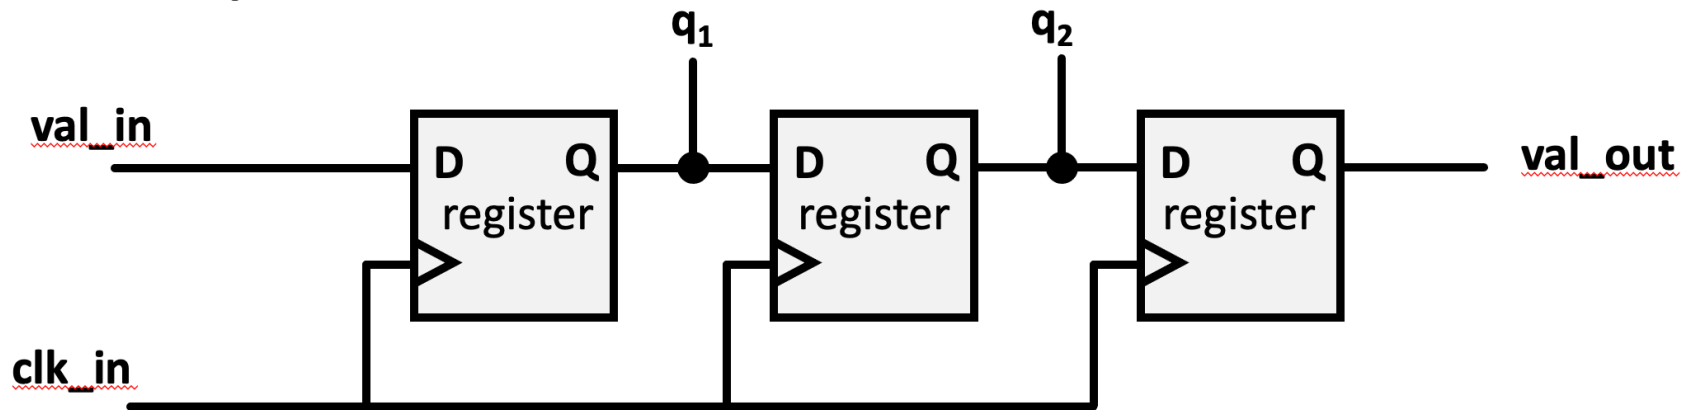 q₁
q₂
val_in
D Q
register
D Q
register
D Q
register
val_out
clk_in